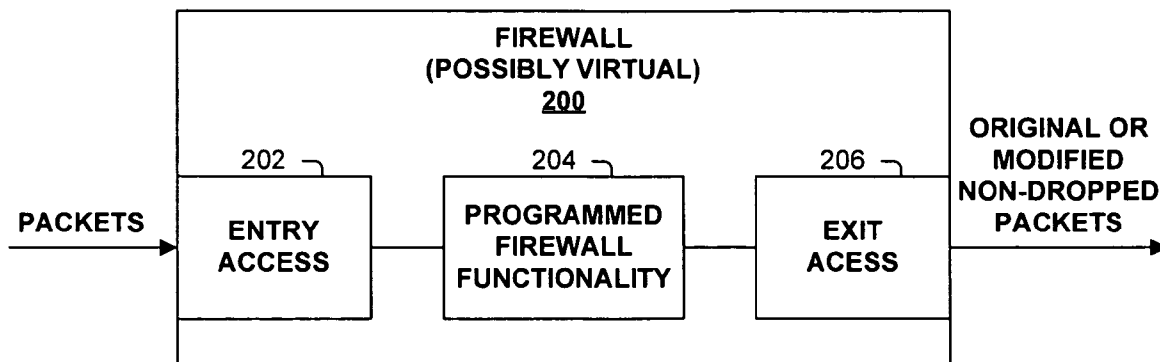 FIREWALL
(POSSIBLY VIRTUAL)
200
202
204
206
PACKETS
ENTRY
ACCESS
PROGRAMMED
FIREWALL
FUNCTIONALITY
EXIT
ACESS
ORIGINAL OR
MODIFIED
NON-DROPPED
PACKETS